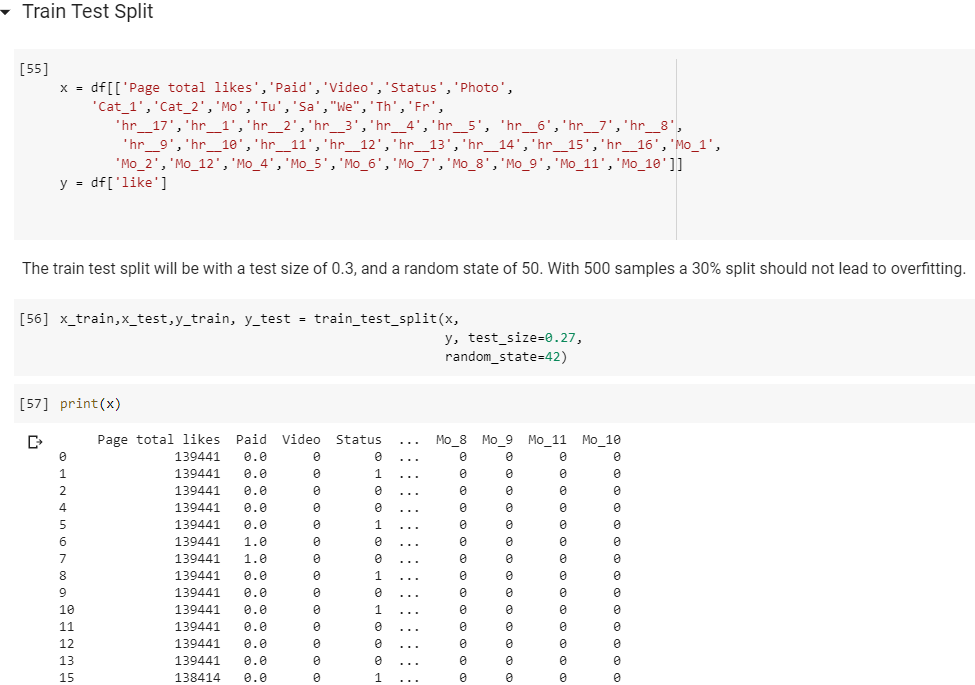 Train Test Split
[55]
x = df[['Page total likes','Paid','Video','Status','Photo',
'Cat_1','Cat_2','Mo','Tu','Sa',"We",'Th','Fr',
'hr__17','hr__1','hr__2','hr__3','hr__4','hr__5', 'hr__6','hr__7','hr__8',
'hr__9','hr__10','hr__11','hr__12','hr__13','hr__14','hr__15','hr__16','Mo_1',
'Mo_2','Mo_12','Mo_4','Mo_5','Mo_6','Mo_7','Mo_8','Mo_9','Mo_11','Mo_10']]
y = df['like']
The train test split will be with a test size of 0.3, and a random state of 50. With 500 samples a 30% split should not lead to overfitting.
[56] x_train,x_test,y_train, y_test = train_test_split(x,
y, test_size=0.27,
random_state=42)
[57] print(x)
Page total likes Paid Video Status ... Mo_8 Mo_9 Mo_11 Mo_10
0 139441 0.0 0 0 ... 0 0 0 0
1 139441 0.0 0 1 ... 0 0 0 0
2 139441 0.0 0 0 ... 0 0 0 0
4 139441 0.0 0 0 ... 0 0 0 0
5 139441 0.0 0 1 ... 0 0 0 0
6 139441 1.0 0 0 ... 0 0 0 0
7 139441 1.0 0 0 ... 0 0 0 0
8 139441 0.0 0 1 ... 0 0 0 0
9 139441 0.0 0 0 ... 0 0 0 0
10 139441 0.0 0 1 ... 0 0 0 0
11 139441 0.0 0 0 ... 0 0 0 0
12 139441 0.0 0 0 ... 0 0 0 0
13 139441 0.0 0 0 ... 0 0 0 0
15 138414 0.0 0 1 ... 0 0 0 0